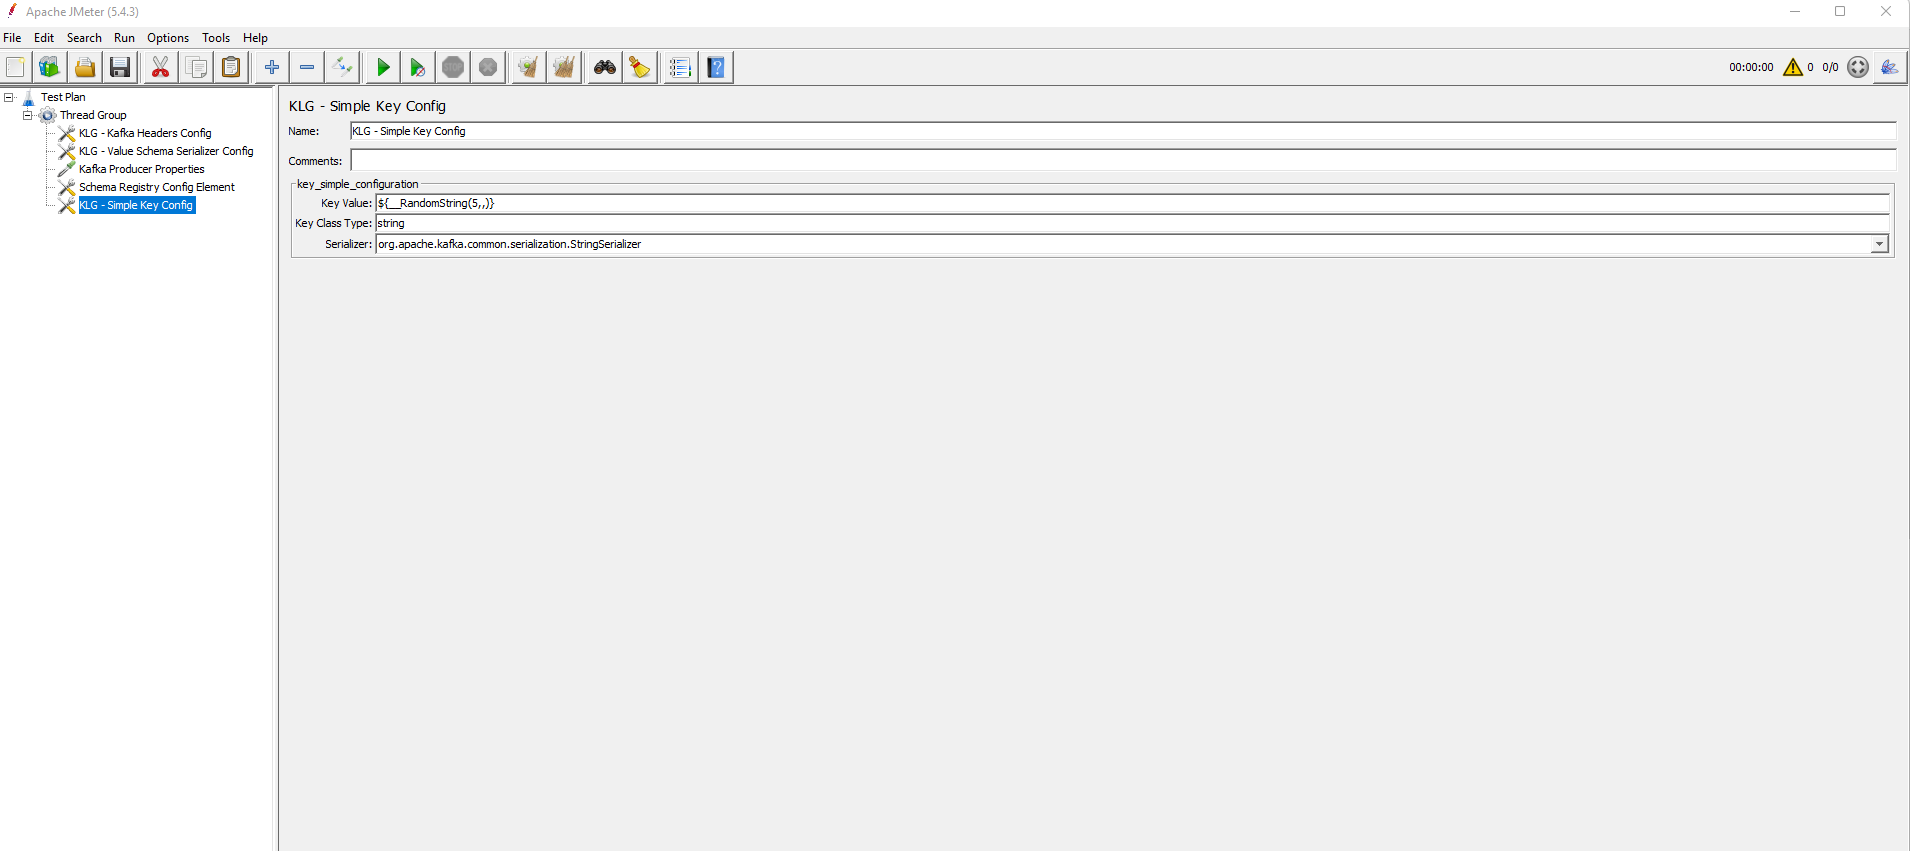 Apache JMeter (5.4.3)
File Edit Search Run Options Tools Help
STOP
00:00:00 0 0/0
Test Plan
Thread Group
KLG - Kafka Headers Config
KLG - Value Schema Serializer Config
Kafka Producer Properties
Schema Registry Config Element
KLG - Simple Key Config
KLG - Simple Key Config
Name: KLG - Simple Key Config
Comments:
key_simple_configuration
Key Value: ${__RandomString(5,,)}
Key Class Type: string
Serializer: org.apache.kafka.common.serialization.StringSerializer